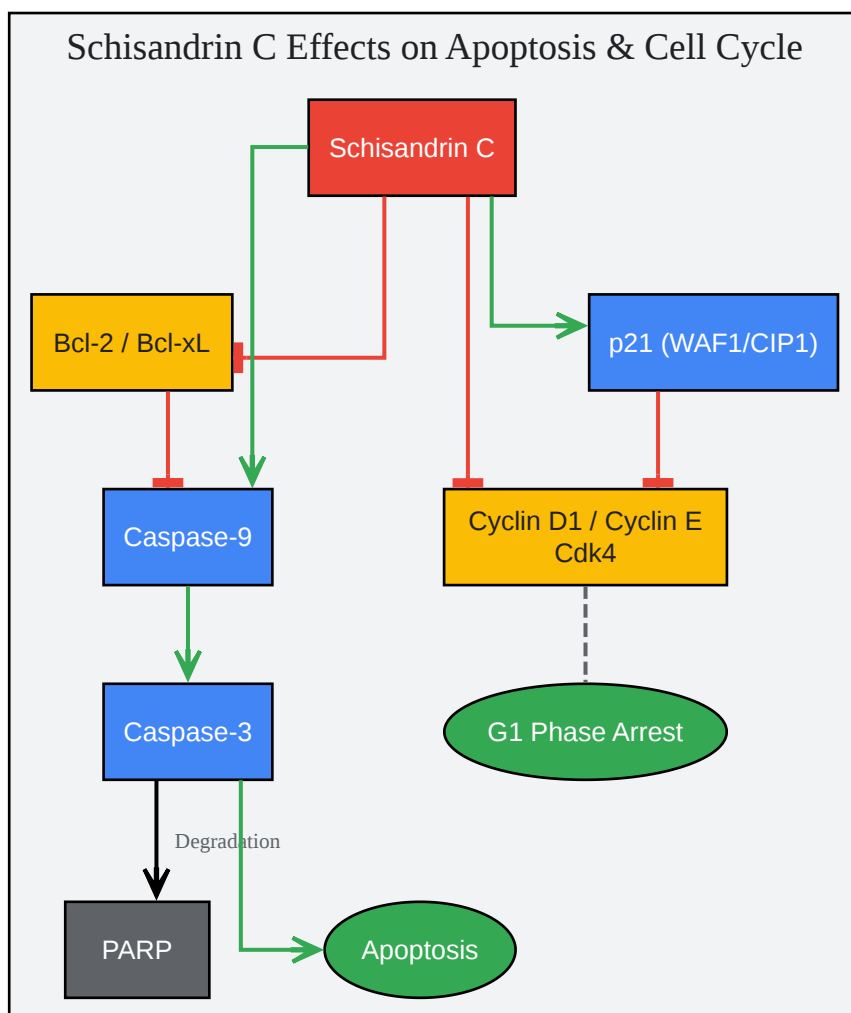 Schisandrin C Effects on Apoptosis & Cell Cycle
Schisandrin C
Bcl-2 / Bcl-xL
p21 (WAF1/CIP1)
Caspase-9
Cyclin D1 / Cyclin E
Cdk4
Caspase-3
G1 Phase Arrest
Degradation
PARP
Apoptosis